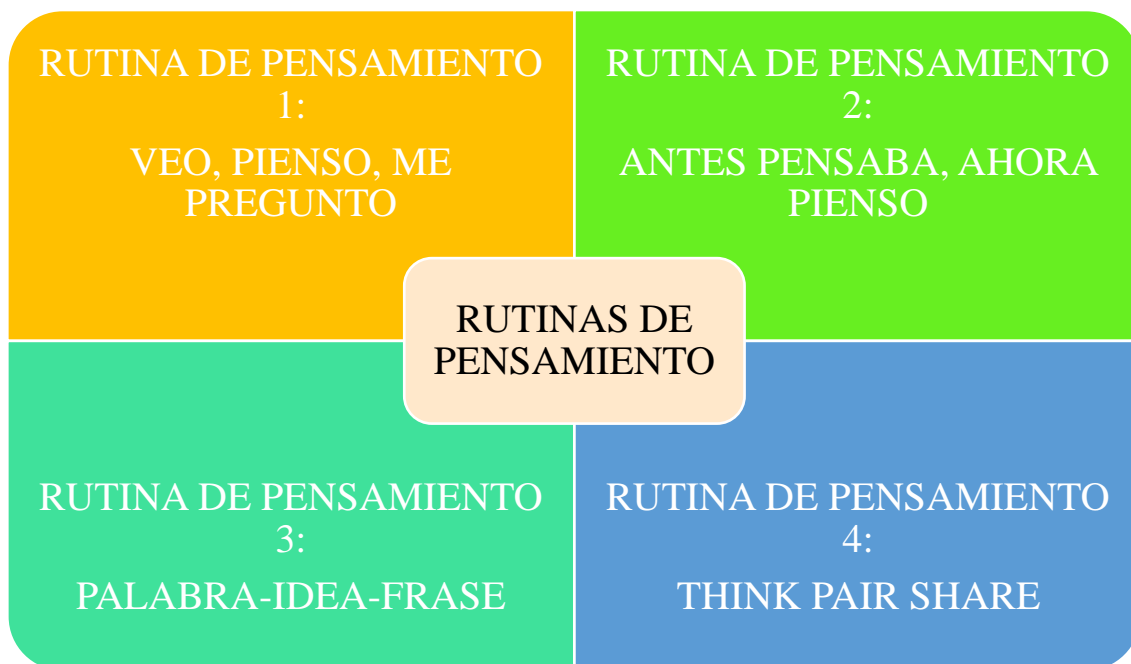 RUTINA DE PENSAMIENTO
1:
VEO, PIENSO, ME
PREGUNTO
RUTINA DE PENSAMIENTO
2:
ANTES PENSABA, AHORA
PIENSO
RUTINAS DE
PENSAMIENTO
RUTINA DE PENSAMIENTO
3:
PALABRA-IDEA-FRASE
RUTINA DE PENSAMIENTO
4:
THINK PAIR SHARE